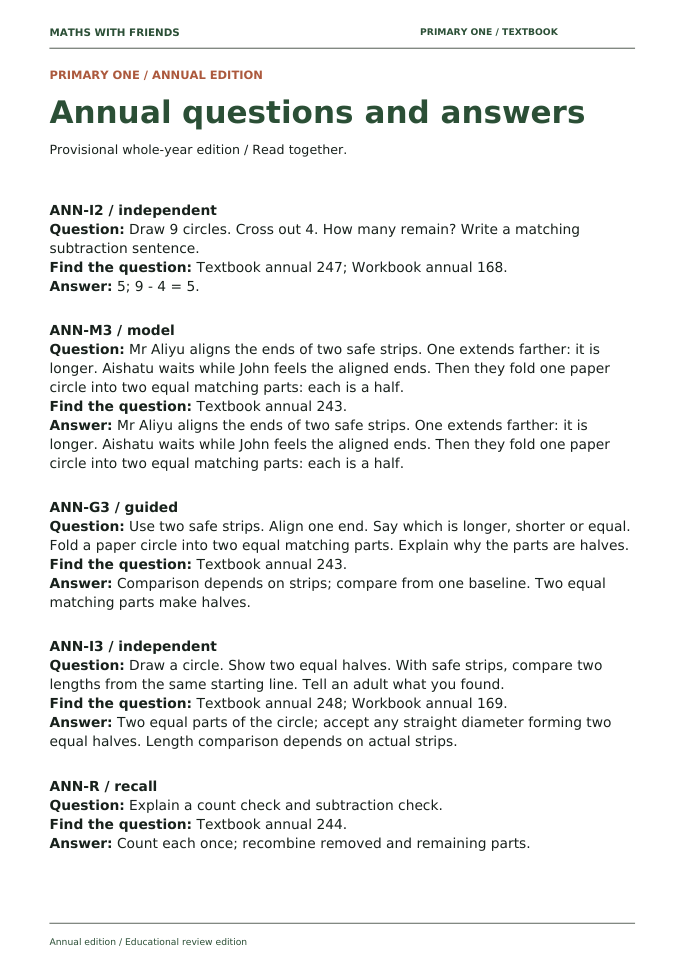 MATHS WITH FRIENDS
PRIMARY ONE / TEXTBOOK
PRIMARY ONE / ANNUAL EDITION
Annual questions and answers
Provisional whole-year edition / Read together.
ANN-I2 / independent
Question: Draw 9 circles. Cross out 4. How many remain? Write a matching
subtraction sentence.
Find the question: Textbook annual 247; Workbook annual 168.
Answer: 5; 9 - 4 = 5.
ANN-M3 / model
Question: Mr Aliyu aligns the ends of two safe strips. One extends farther: it is
longer. Aishatu waits while John feels the aligned ends. Then they fold one paper
circle into two equal matching parts: each is a half.
Find the question: Textbook annual 243.
Answer: Mr Aliyu aligns the ends of two safe strips. One extends farther: it is
longer. Aishatu waits while John feels the aligned ends. Then they fold one paper
circle into two equal matching parts: each is a half.
ANN-G3 / guided
Question: Use two safe strips. Align one end. Say which is longer, shorter or equal.
Fold a paper circle into two equal matching parts. Explain why the parts are halves.
Find the question: Textbook annual 243.
Answer: Comparison depends on strips; compare from one baseline. Two equal
matching parts make halves.
ANN-I3 / independent
Question: Draw a circle. Show two equal halves. With safe strips, compare two
lengths from the same starting line. Tell an adult what you found.
Find the question: Textbook annual 248; Workbook annual 169.
Answer: Two equal parts of the circle; accept any straight diameter forming two
equal halves. Length comparison depends on actual strips.
ANN-R / recall
Question: Explain a count check and subtraction check.
Find the question: Textbook annual 244.
Answer: Count each once; recombine removed and remaining parts.
Annual edition / Educational review edition